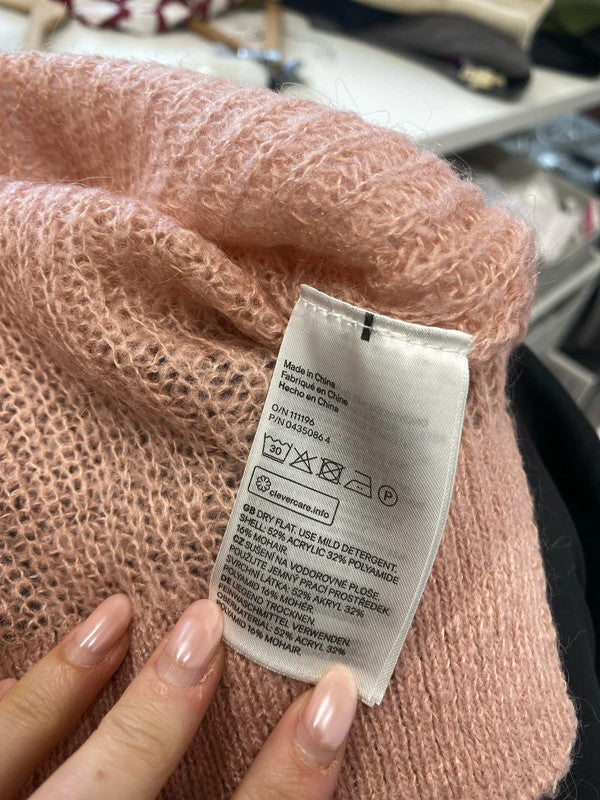 Made in China
Fabriqué en Chine
Hecho en China
O/N 111196
P/N 0435086 4
30
P
clevercare.info
GB DRY FLAT. USE MILD DETERGENT.
SHELL: 52% ACRYLIC 32% POLYAMIDE
16% MOHAIR
CZ SUŠENÍ NA VODOROVNÉ PLOŠE.
POUŽIJTE JEMNÝ PRACÍ PROSTŘEDEK.
SVRCHNÍ LÁTKA: 52% AKRYL 32%
POLYAMID 16% MOHÉR
DE LIEGEND TROCKNEN.
FEINWASCHMITTEL VERWENDEN.
OBERMATERIAL: 52% ACRYL 32%
POLYAMID 16% MOHAIR